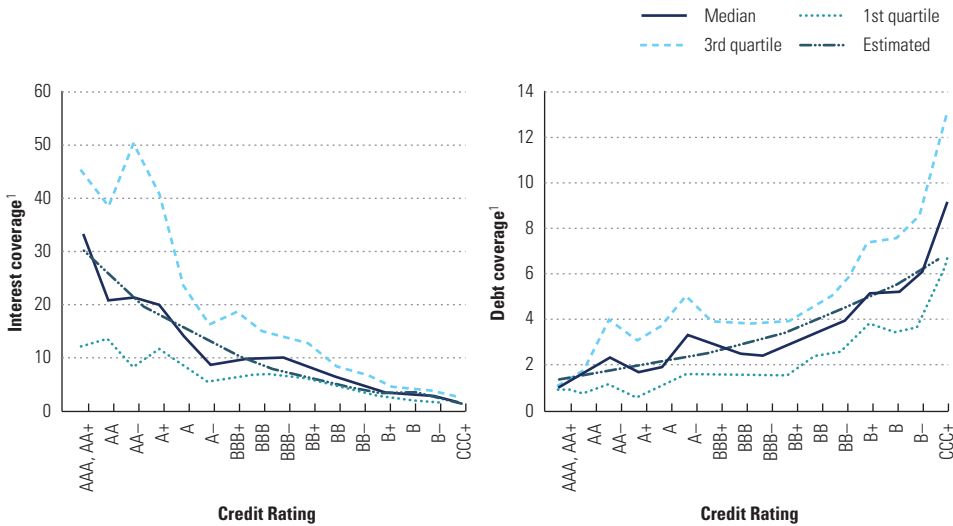 Median
1st quartile
3rd quartile
Estimated
60
50
40
30
20
10
0
Interest coverage1
AAA, AA+
AA
AA–
A+
A
A–
BBB+
BBB
BBB–
BB+
BB
BB–
B+
B
B–
CCC+
Credit Rating
14
12
10
8
6
4
2
0
Debt coverage1
AAA, AA+
AA
AA–
A+
A
A–
BBB+
BBB
BBB–
BB+
BB
BB–
B+
B
B–
CCC+
Credit Rating